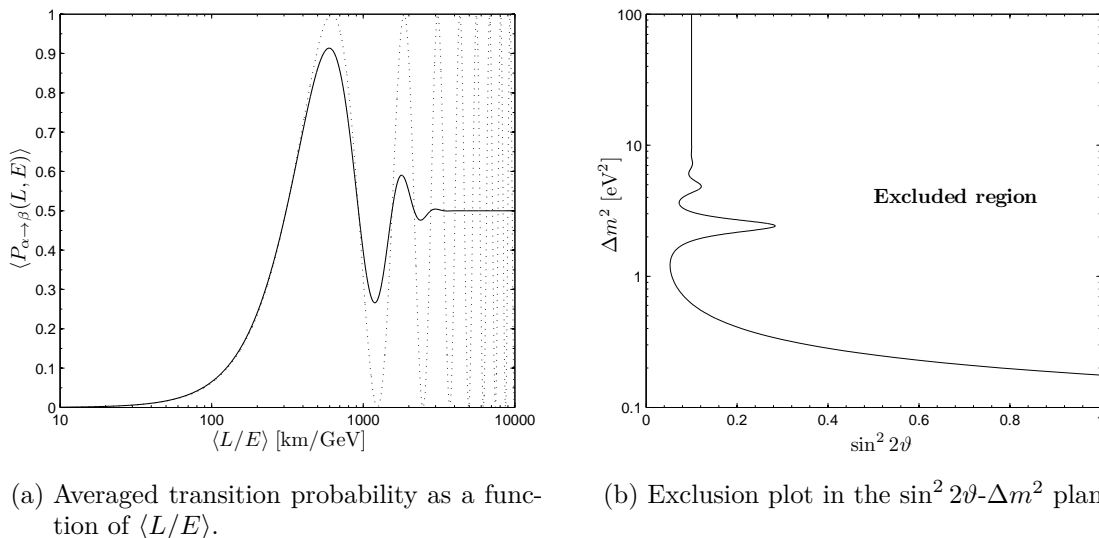 1
0.9
0.8
0.7
0.6
0.5
0.4
0.3
0.2
0.1
0
⟨P_{α→β}(L, E)⟩
10 100 1000 10000
⟨L/E⟩ [km/GeV]
(a) Averaged transition probability as a func-
tion of ⟨L/E⟩.
100
10
1
0.1
Δm² [eV²]
Excluded region
0 0.2 0.4 0.6 0.8 1
sin² 2ϑ
(b) Exclusion plot in the sin² 2ϑ-Δm² plan